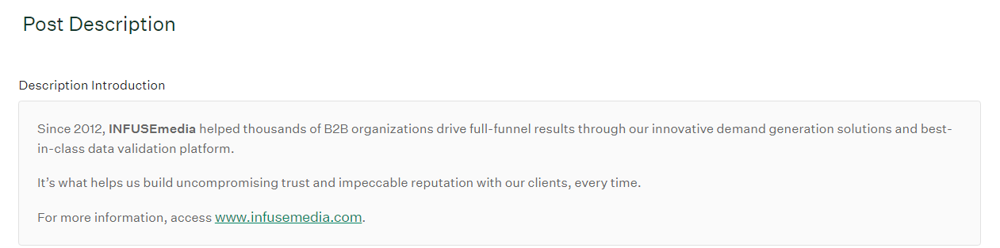 Post Description
Description Introduction
Since 2012, INFUSEmedia helped thousands of B2B organizations drive full-funnel results through our innovative demand generation solutions and best-
in-class data validation platform.
It’s what helps us build uncompromising trust and impeccable reputation with our clients, every time.
For more information, access www.infusemedia.com.